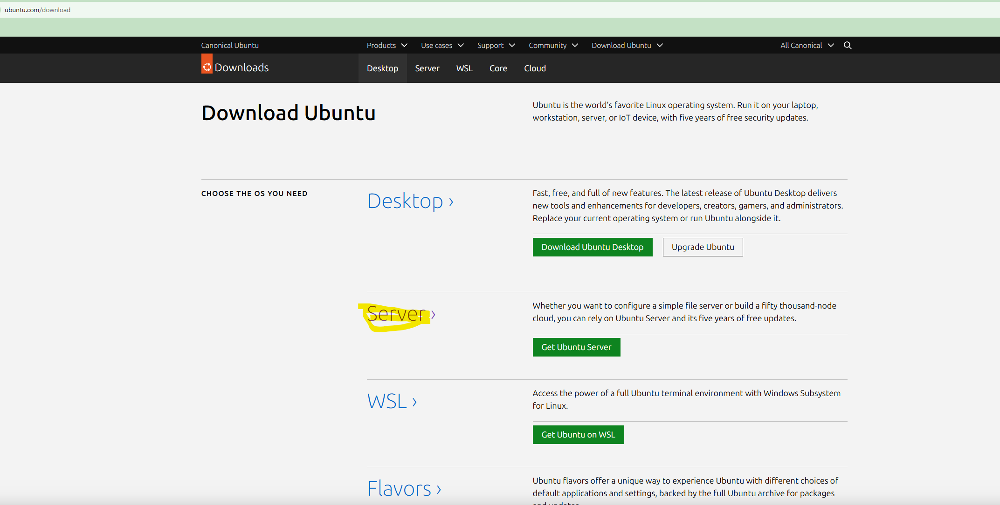 ubuntu.com/download
Canonical Ubuntu
Products
Use cases
Support
Community
Download Ubuntu
All Canonical
Downloads
Desktop
Server
WSL
Core
Cloud
Download Ubuntu
Ubuntu is the world’s favorite Linux operating system. Run it on your laptop,
workstation, server, or IoT device, with five years of free security updates.
CHOOSE THE OS YOU NEED
Desktop ›
Fast, free, and full of new features. The latest release of Ubuntu Desktop delivers
new tools and enhancements for developers, creators, gamers, and administrators.
Replace your current operating system or run Ubuntu alongside it.
Download Ubuntu Desktop
Upgrade Ubuntu
Server ›
Whether you want to configure a simple file server or build a fifty thousand-node
cloud, you can rely on Ubuntu Server and its five years of free updates.
Get Ubuntu Server
WSL ›
Access the power of a full Ubuntu terminal environment with Windows Subsystem
for Linux.
Get Ubuntu on WSL
Flavors ›
Ubuntu flavors offer a unique way to experience Ubuntu with different choices of
default applications and settings, backed by the full Ubuntu archive for packages